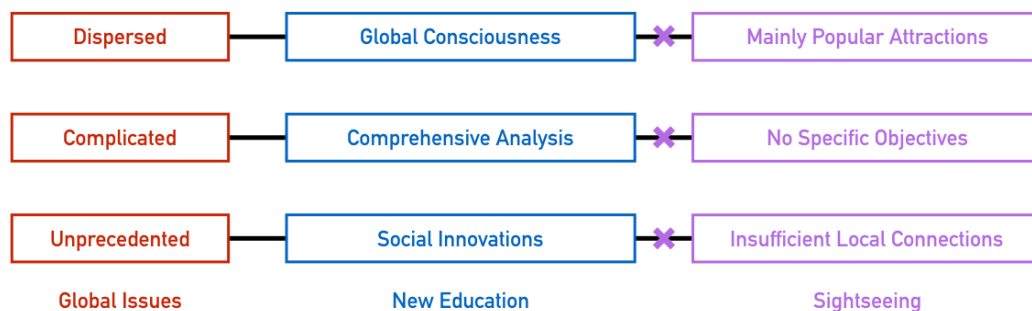 Dispersed
Global Consciousness
Mainly Popular Attractions
Complicated
Comprehensive Analysis
No Specific Objectives
Unprecedented
Social Innovations
Insufficient Local Connections
Global Issues
New Education
Sightseeing